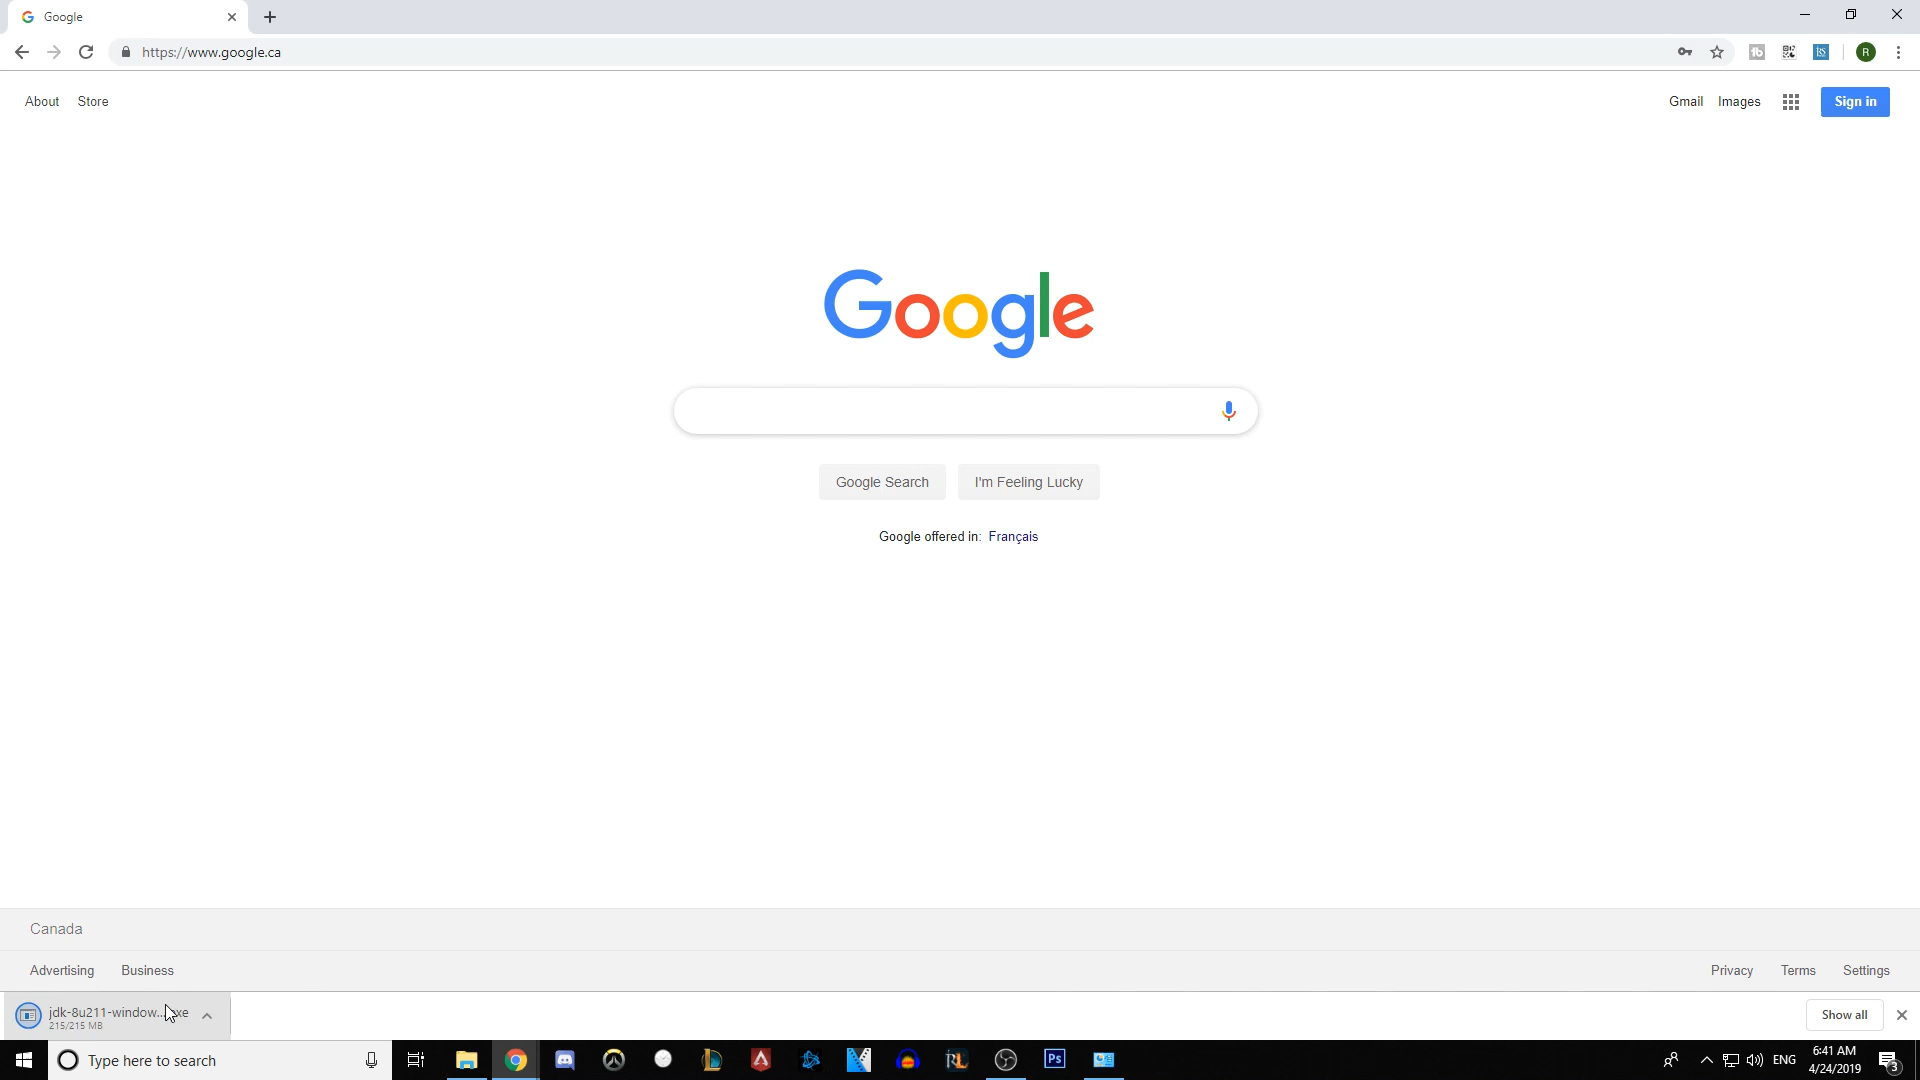 Google
https://www.google.ca
R
About Store
Gmail Images Sign in
Google
Google Search I'm Feeling Lucky
Google offered in: Français
Canada
Advertising Business
Privacy Terms Settings
jdk-8u211-window....exe
215/215 MB
Show all
Type here to search
Ps
ENG
6:41 AM
4/24/2019
3